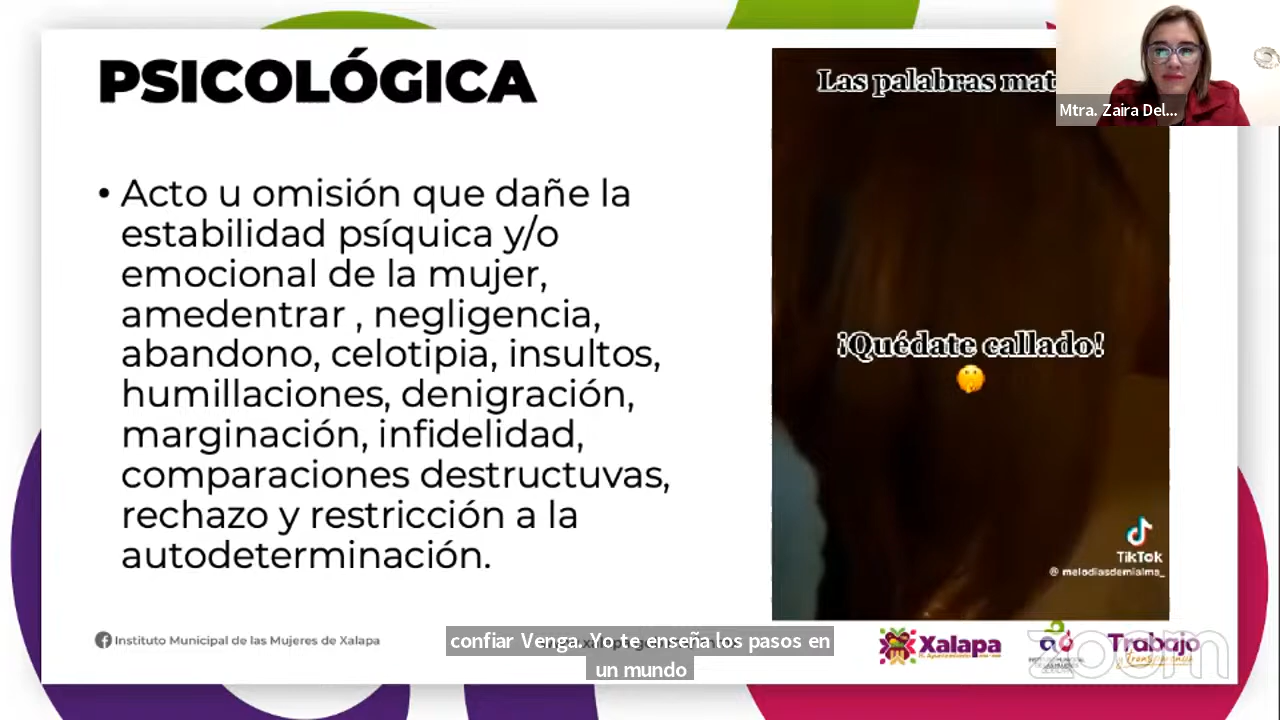 PSICOLÓGICA
• Acto u omisión que dañe la
estabilidad psíquica y/o
emocional de la mujer,
amedentrar , negligencia,
abandono, celotipia, insultos,
humillaciones, denigración,
marginación, infidelidad,
comparaciones destructuvas,
rechazo y restricción a la
autodeterminación.
Las palabras mat
¡Quédate callado!
TikTok
@melodiasdemialma_
Mtra. Zaira Del...
Instituto Municipal de las Mujeres de Xalapa
confiar Venga. Yo te enseña los pasos en
un mundo
Xalapa
Trabajo
zoom